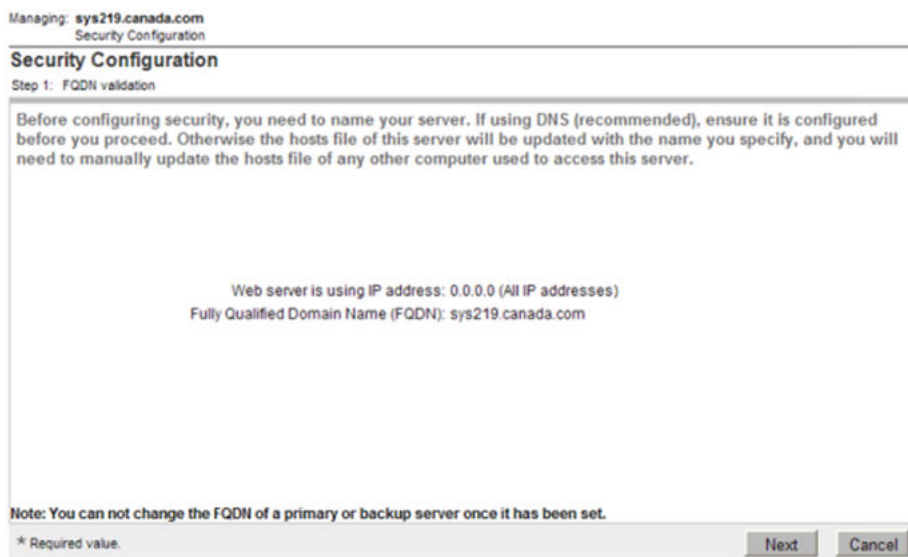 Managing: sys219.canada.com
Security Configuration
Security Configuration
Step 1: FQDN validation
Before configuring security, you need to name your server. If using DNS (recommended), ensure it is configured
before you proceed. Otherwise the hosts file of this server will be updated with the name you specify, and you will
need to manually update the hosts file of any other computer used to access this server.
Web server is using IP address: 0.0.0.0 (All IP addresses)
Fully Qualified Domain Name (FQDN): sys219.canada.com
Note: You can not change the FQDN of a primary or backup server once it has been set.
* Required value. Next Cancel